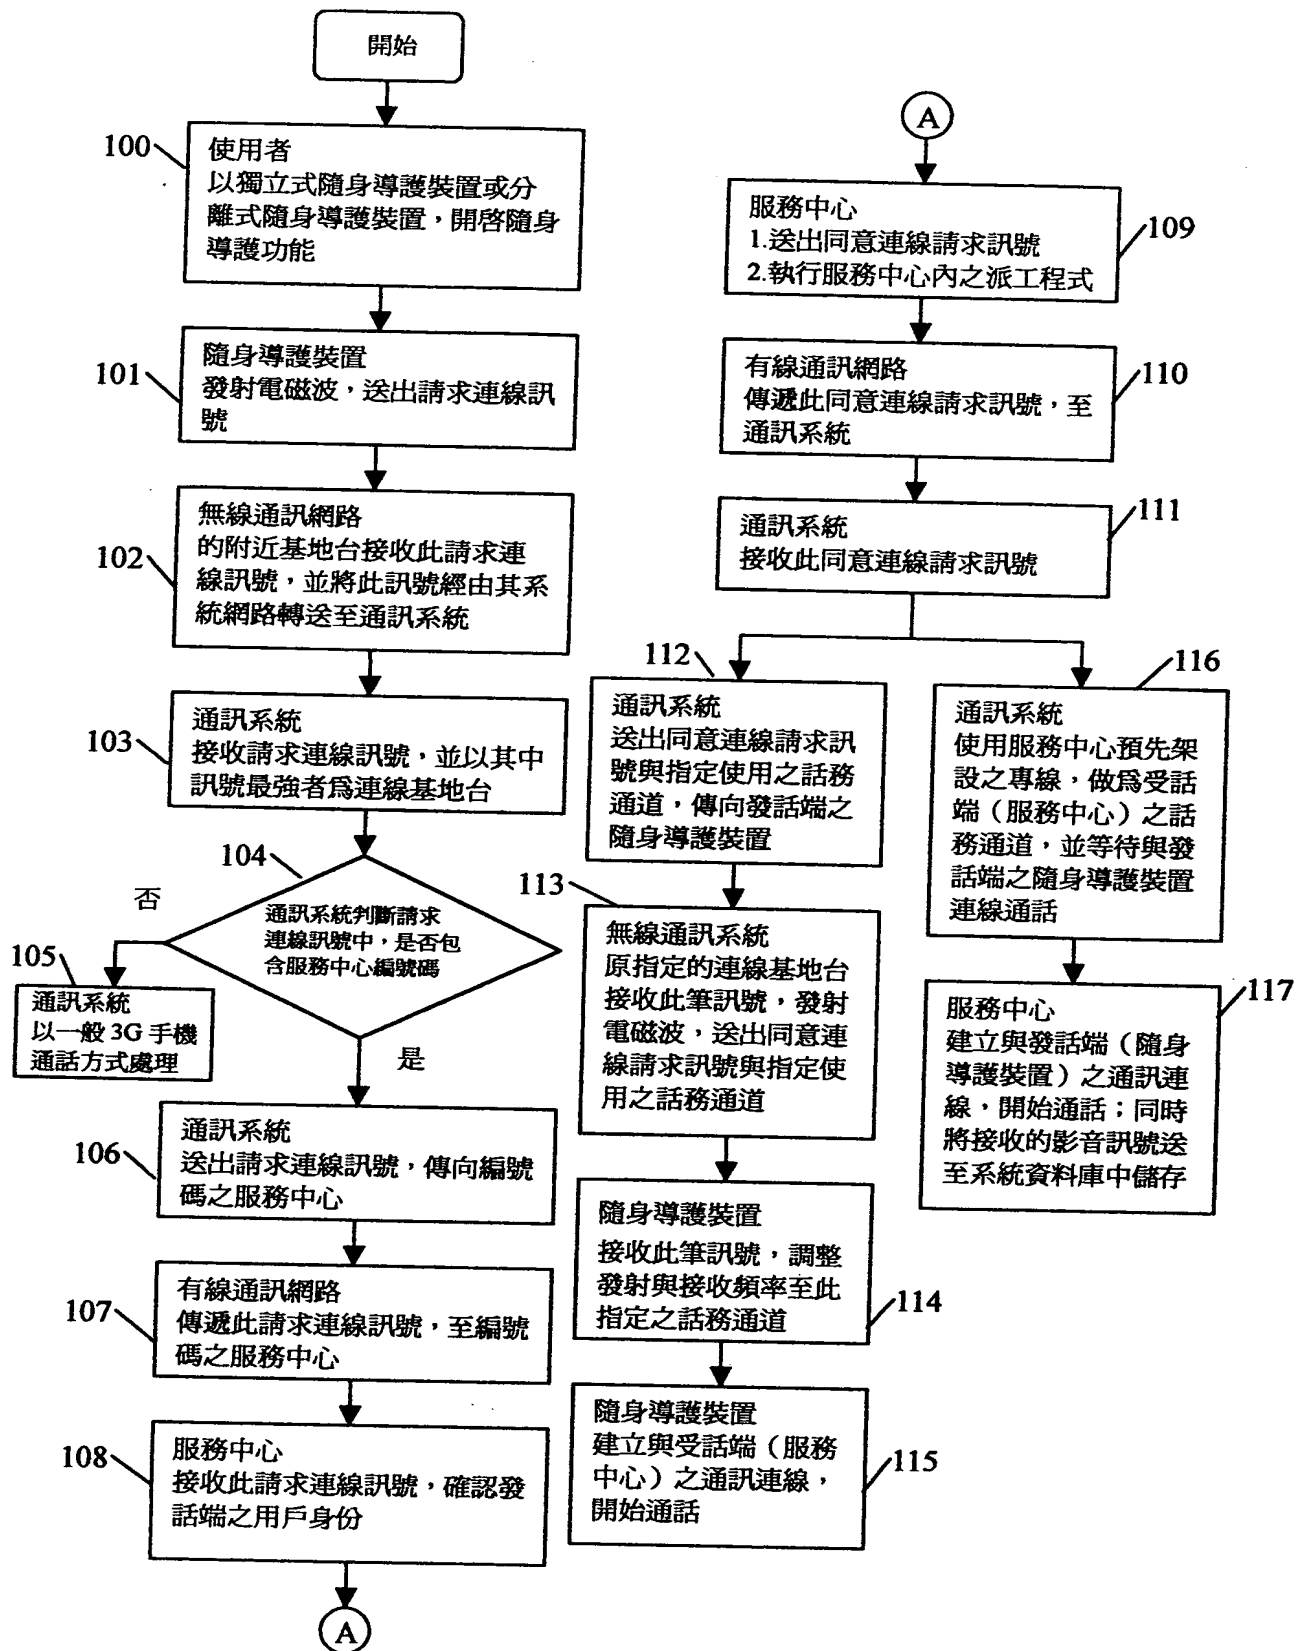 開始
100
使用者
以獨立式隨身導護裝置或分
離式隨身導護裝置，開啓隨身
導護功能
101
隨身導護裝置
發射電磁波，送出請求連線訊
號
102
無線通訊網路
的附近基地台接收此請求連
線訊號，並將此訊號經由其系
統網路轉送至通訊系統
103
通訊系統
接收請求連線訊號，並以其中
訊號最強者爲連線基地台
104
通訊系統判斷請求
連線訊號中，是否包
含服務中心編號碼
否
105
通訊系統
以一般 3G 手機
通話方式處理
是
106
通訊系統
送出請求連線訊號，傳向編號
碼之服務中心
107
有線通訊網路
傳遞此請求連線訊號，至編號
碼之服務中心
108
服務中心
接收此請求連線訊號，確認發
話端之用戶身份
A
A
109
服務中心
1.送出同意連線請求訊號
2.執行服務中心內之派工程式
110
有線通訊網路
傳遞此同意連線請求訊號，至
通訊系統
111
通訊系統
接收此同意連線請求訊號
112
通訊系統
送出同意連線請求訊
號與指定使用之話務
通道，傳向發話端之
隨身導護裝置
113
無線通訊系統
原指定的連線基地台
接收此筆訊號，發射
電磁波，送出同意連
線請求訊號與指定使
用之話務通道
114
隨身導護裝置
接收此筆訊號，調整
發射與接收頻率至此
指定之話務通道
115
隨身導護裝置
建立與受話端（服務
中心）之通訊連線，
開始通話
116
通訊系統
使用服務中心預先架
設之專線，做爲受話
端（服務中心）之話
務通道，並等待與發
話端之隨身導護裝置
連線通話
117
服務中心
建立與發話端（隨身
導護裝置）之通訊連
線，開始通話；同時
將接收的影音訊號送
至系統資料庫中儲存